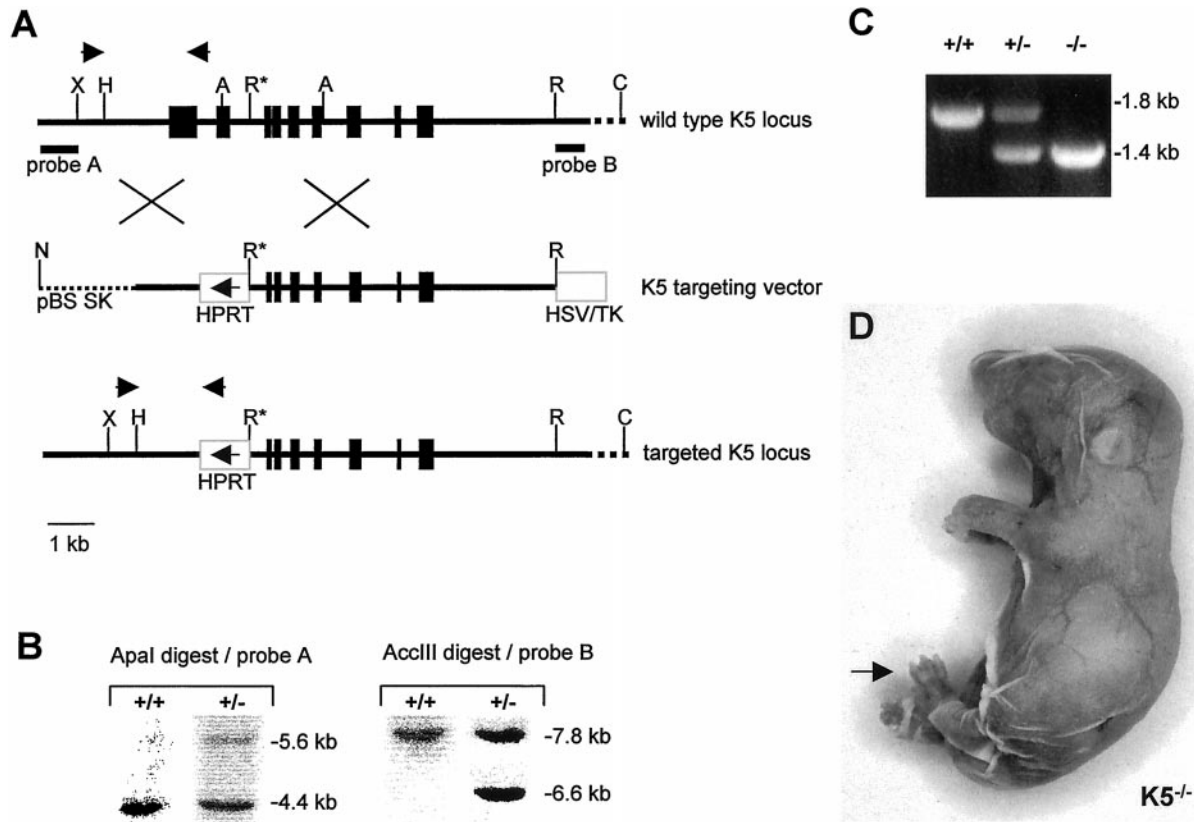 A
X H A R* A R C
wild type K5 locus
probe A probe B
N R* R
pBS SK
HPRT HSV/TK
K5 targeting vector
X H R* R C
HPRT
targeted K5 locus
1 kb
B
ApaI digest / probe A
+/+ +/-
-5.6 kb
-4.4 kb
AccIII digest / probe B
+/+ +/-
-7.8 kb
-6.6 kb
C
+/+ +/- -/-
-1.8 kb
-1.4 kb
D
K5-/-